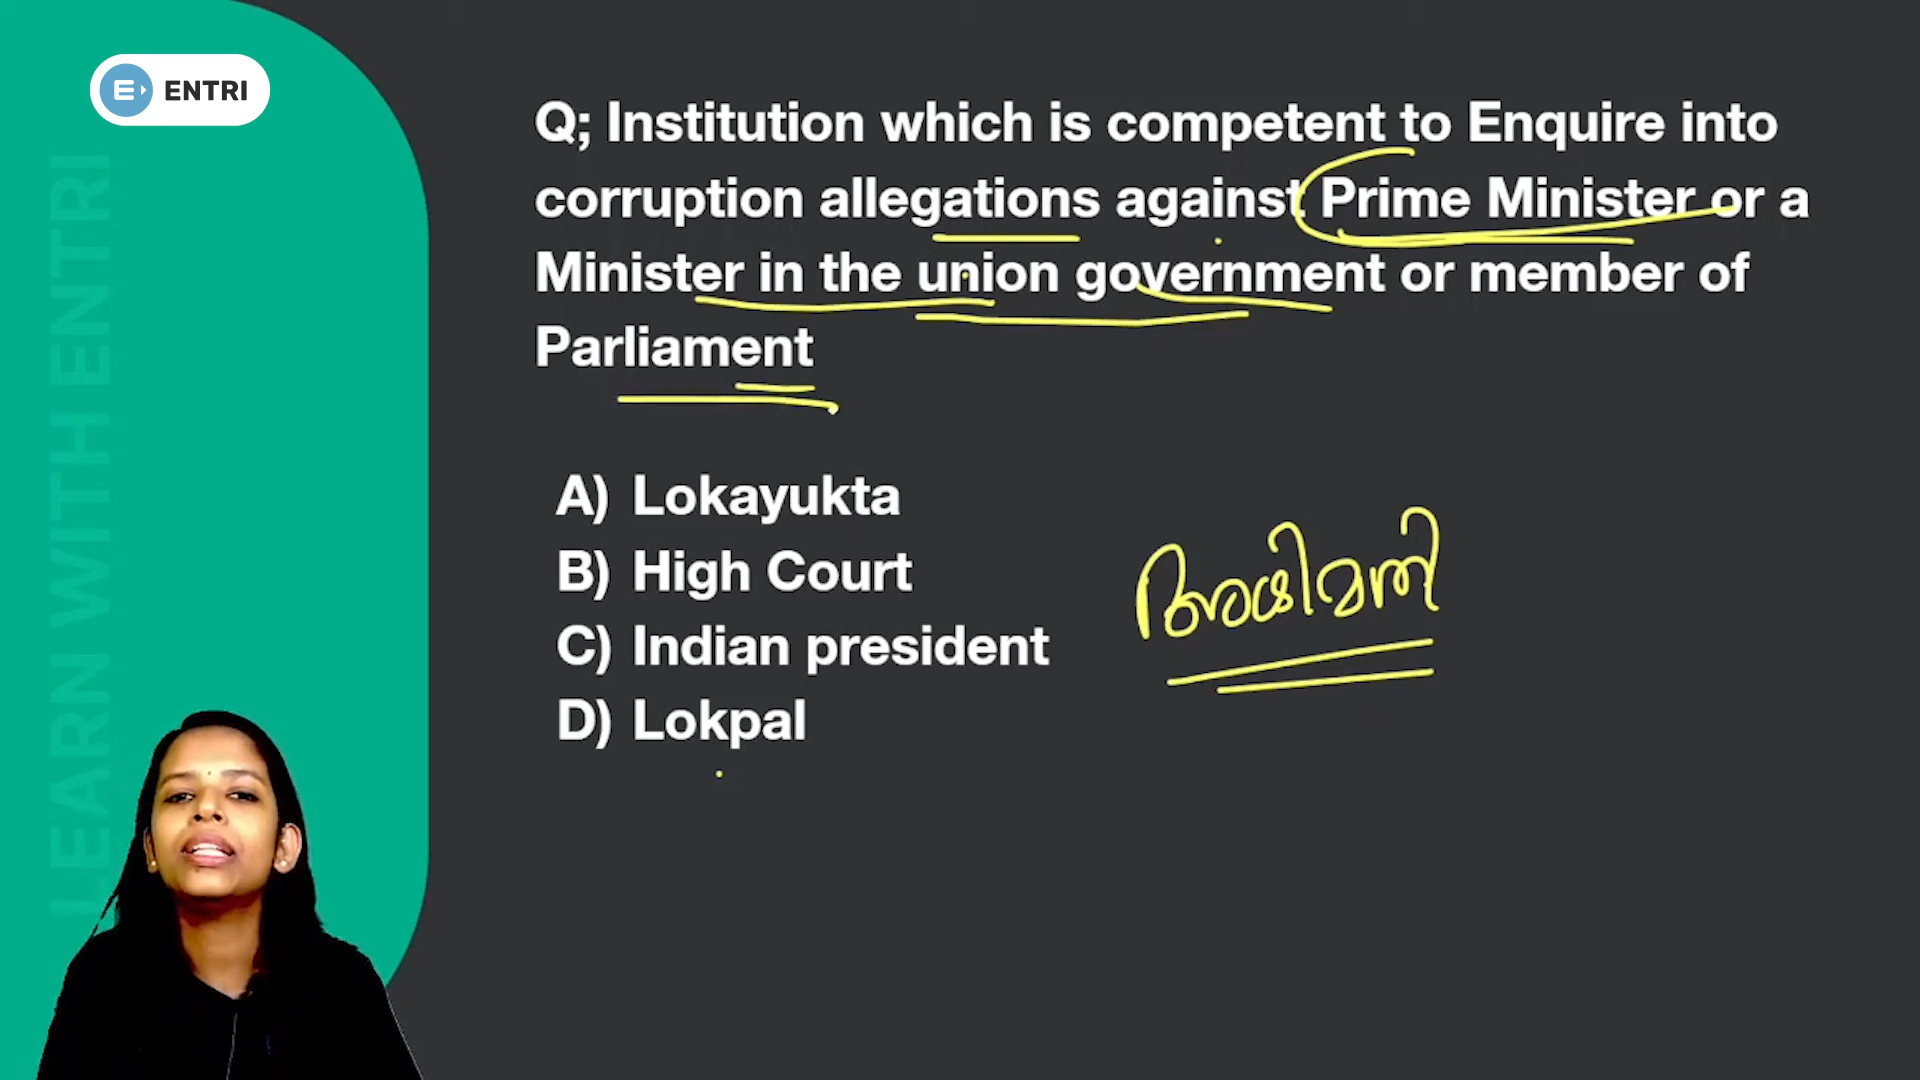 ENTRI
LEARN WITH ENTRI
Q; Institution which is competent to Enquire into
corruption allegations against Prime Minister or a
Minister in the union government or member of
Parliament
A) Lokayukta
B) High Court
C) Indian president
D) Lokpal
അഴിമതി